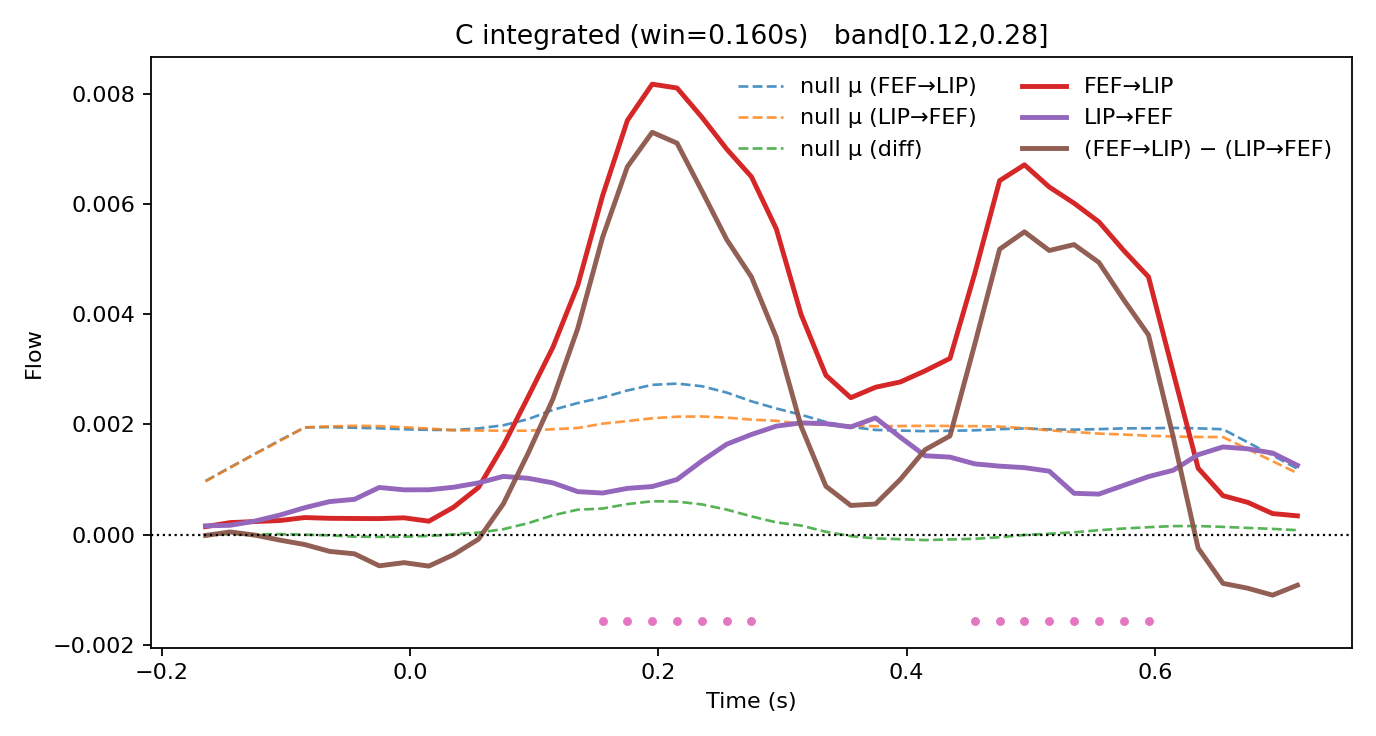 C integrated (win=0.160s)   band[0.12,0.28]
null μ (FEF→LIP)
null μ (LIP→FEF)
null μ (diff)
FEF→LIP
LIP→FEF
(FEF→LIP) − (LIP→FEF)
Flow
0.008
0.006
0.004
0.002
0.000
−0.002
−0.2
0.0
0.2
0.4
0.6
Time (s)